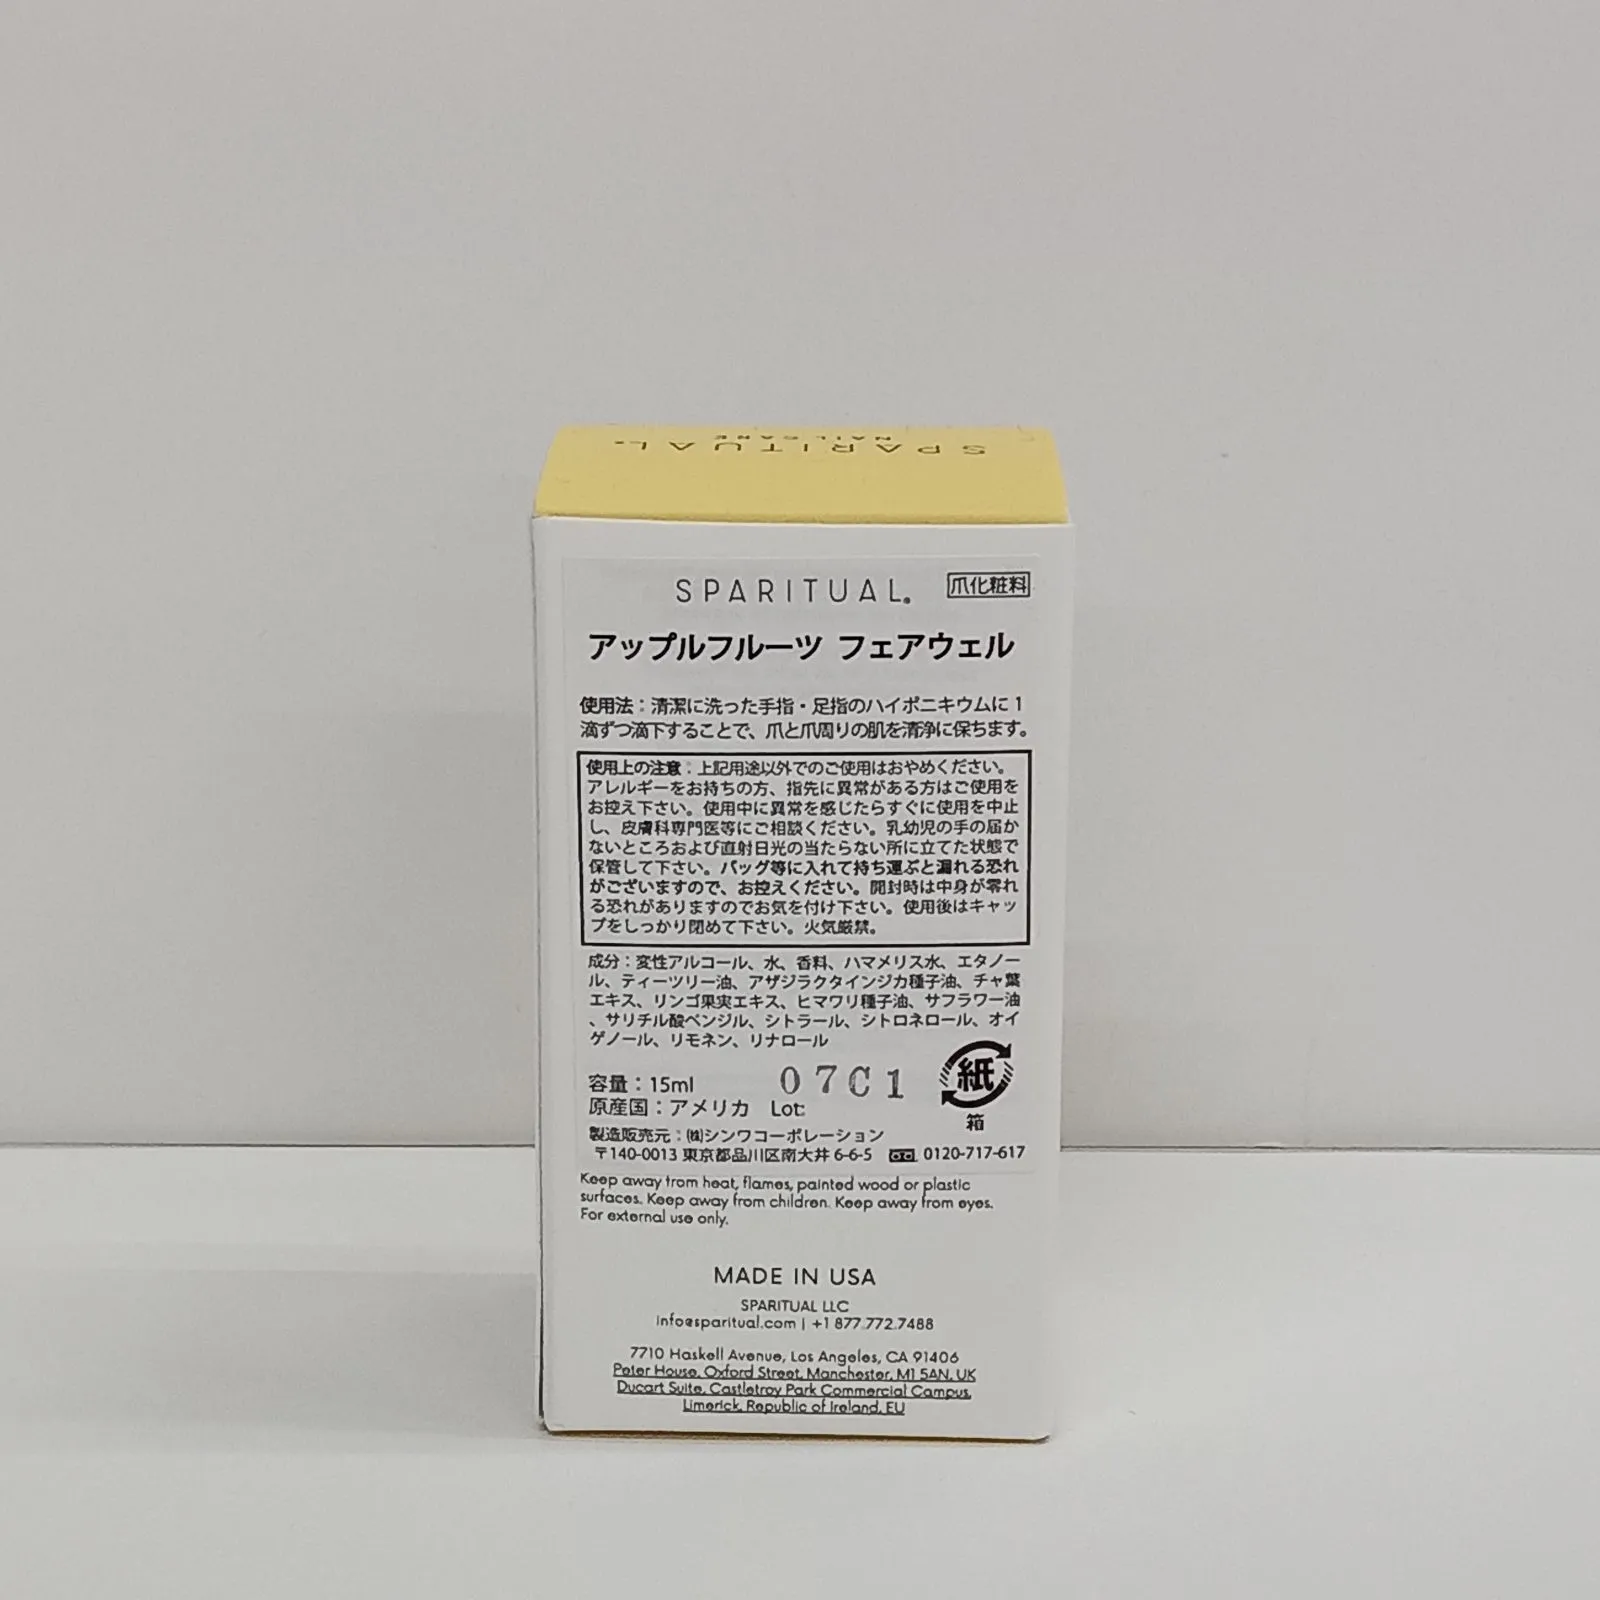 SPARITUAL.
NAIL CARE
SPARITUAL. 爪化粧料
アップルフルーツ フェアウェル
使用法：清潔に洗った手指・足指のハイポニキウムに 1
滴ずつ滴下することで、爪と爪周りの肌を清浄に保ちます。
使用上の注意：上記用途以外でのご使用はおやめください。
アレルギーをお持ちの方、指先に異常がある方はご使用を
お控え下さい。使用中に異常を感じたらすぐに使用を中止
し、皮膚科専門医等にご相談ください。乳幼児の手の届か
ないところおよび直射日光の当たらない所に立てた状態で
保管して下さい。バッグ等に入れて持ち運ぶと漏れる恐れ
がございますので、お控えください。開封時は中身が零れ
る恐れがありますのでお気を付け下さい。使用後はキャッ
プをしっかり閉めて下さい。火気厳禁。
成分：変性アルコール、水、香料、ハマメリス水、エタノー
ル、ティーツリー油、アザジラクタインジカ種子油、チャ葉
エキス、リンゴ果実エキス、ヒマワリ種子油、サフラワー油
、サリチル酸ベンジル、シトラール、シトロネロール、オイ
ゲノール、リモネン、リナロール
容量：15ml 07C1 紙
原産国：アメリカ Lot: 箱
製造販売元：㈱シンワコーポレーション
〒140-0013 東京都品川区南大井 6-6-5 0120-717-617
Keep away from heat, flames, painted wood or plastic
surfaces. Keep away from children. Keep away from eyes.
For external use only.
MADE IN USA
SPARITUAL LLC
info@sparitual.com | +1 877.772.7488
7710 Haskell Avenue, Los Angeles, CA 91406
Peter House, Oxford Street, Manchester, M1 5AN, UK
Ducart Suite, Castletroy Park Commercial Campus,
Limerick, Republic of Ireland, EU